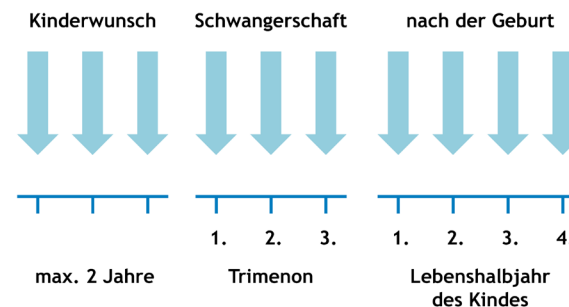 Kinderwunsch Schwangerschaft nach der Geburt
1. 2. 3. 1. 2. 3. 4
max. 2 Jahre Trimenon Lebenshalbjahr
des Kindes